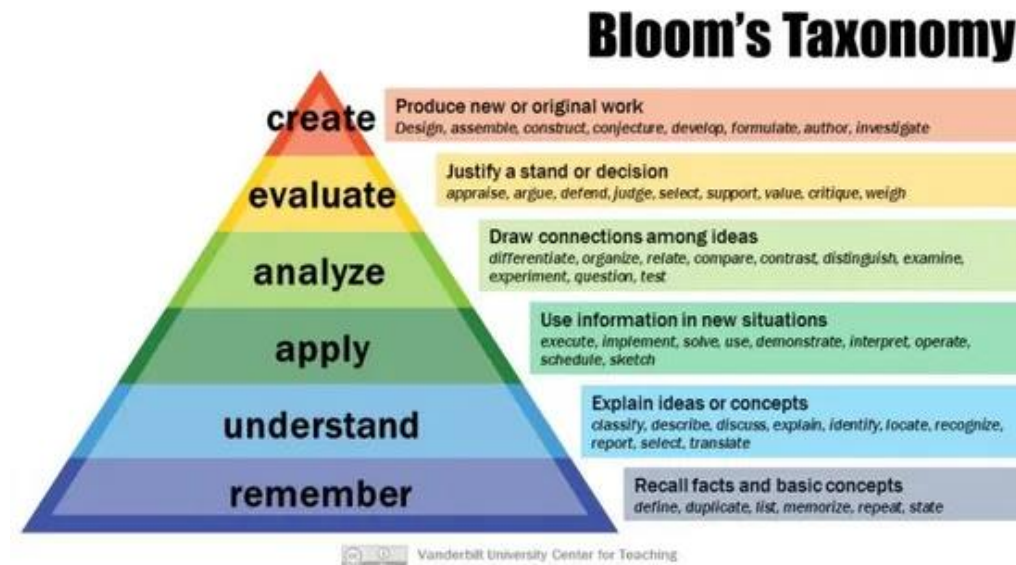 Bloom's Taxonomy
create
Produce new or original work
Design, assemble, construct, conjecture, develop, formulate, author, investigate
evaluate
Justify a stand or decision
appraise, argue, defend, judge, select, support, value, critique, weigh
analyze
Draw connections among ideas
differentiate, organize, relate, compare, contrast, distinguish, examine,
experiment, question, test
apply
Use information in new situations
execute, implement, solve, use, demonstrate, interpret, operate,
schedule, sketch
understand
Explain ideas or concepts
classify, describe, discuss, explain, identify, locate, recognize,
report, select, translate
remember
Recall facts and basic concepts
define, duplicate, list, memorize, repeat, state
Vanderbilt University Center for Teaching